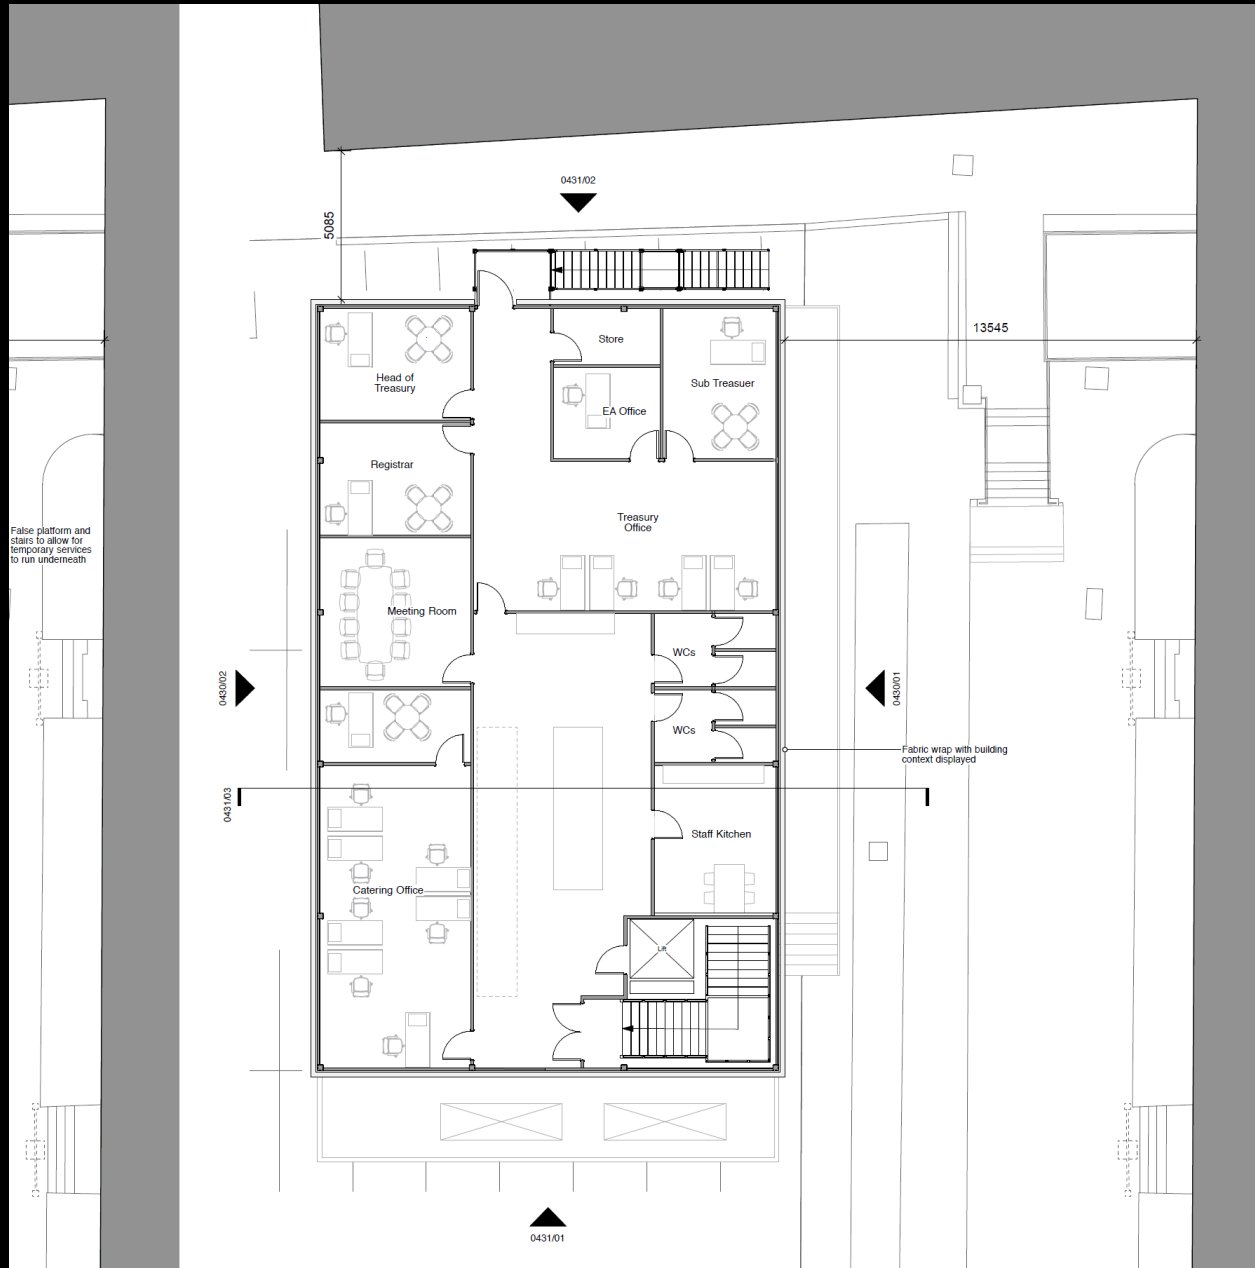 0431/02
5085
13545
Store
Head of
Treasury
Sub Treasuer
EA Office
Registrar
Treasury
Office
False platform and
stairs to allow for
temporary services
to run underneath
Meeting Room
WCs
0430/02
0430/01
WCs
Fabric wrap with building
context displayed
0431/03
Staff Kitchen
Catering Office
Lift
0431/01